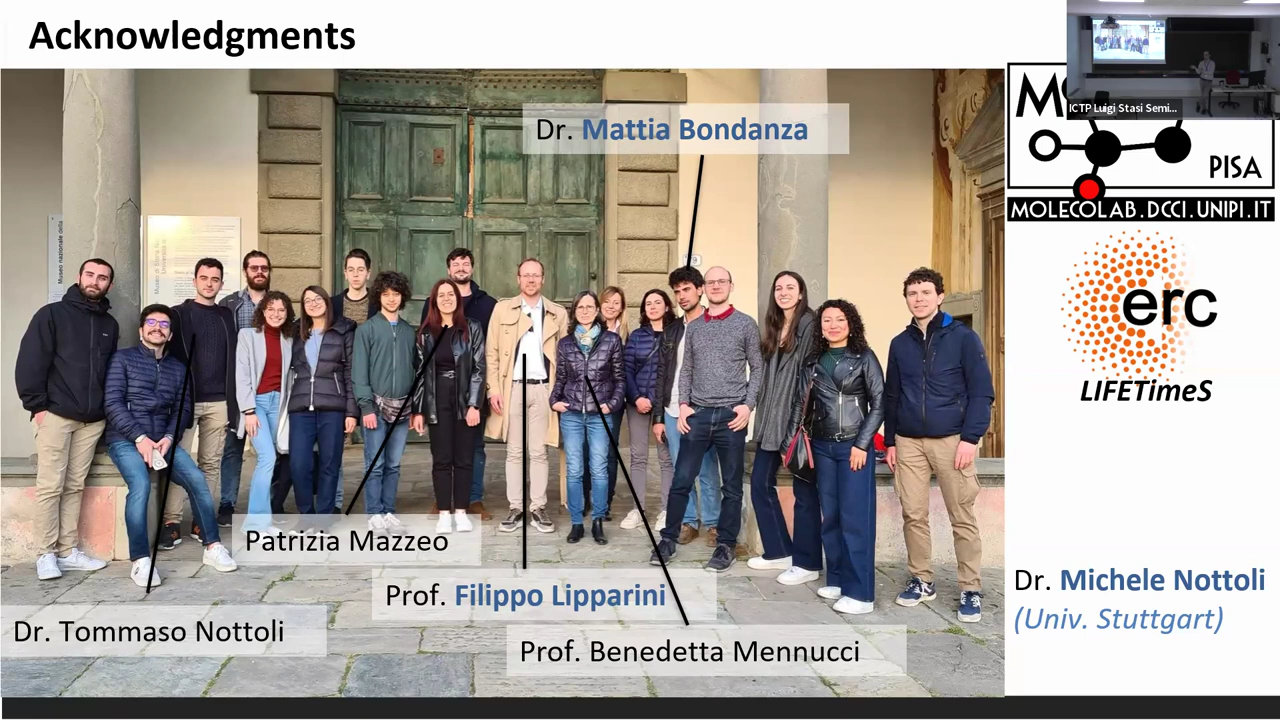 Acknowledgments
ICTP Luigi Stasi Semi...
Dr. Mattia Bondanza
PISA
MOLECOLAB.DCCI.UNIPI.IT
erc
LIFETimeS
Patrizia Mazzeo
Prof. Filippo Lipparini
Dr. Michele Nottoli
(Univ. Stuttgart)
Dr. Tommaso Nottoli
Prof. Benedetta Mennucci